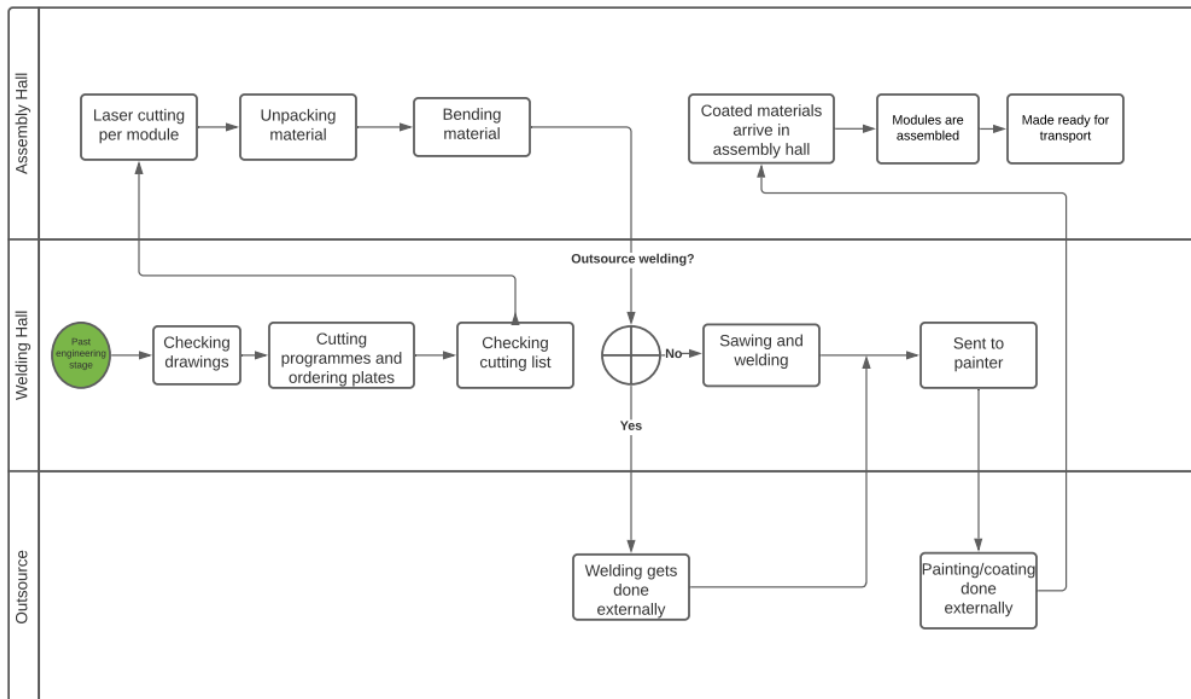 Assembly Hall
Laser cutting
per module
Unpacking
material
Bending
material
Coated materials
arrive in
assembly hall
Modules are
assembled
Made ready for
transport
Welding Hall
Outsource welding?
Past
engineering
stage
Checking
drawings
Cutting
programmes and
ordering plates
Checking
cutting list
No
Sawing and
welding
Sent to
painter
Yes
Outsource
Welding gets
done
externally
Painting/coating
done
externally